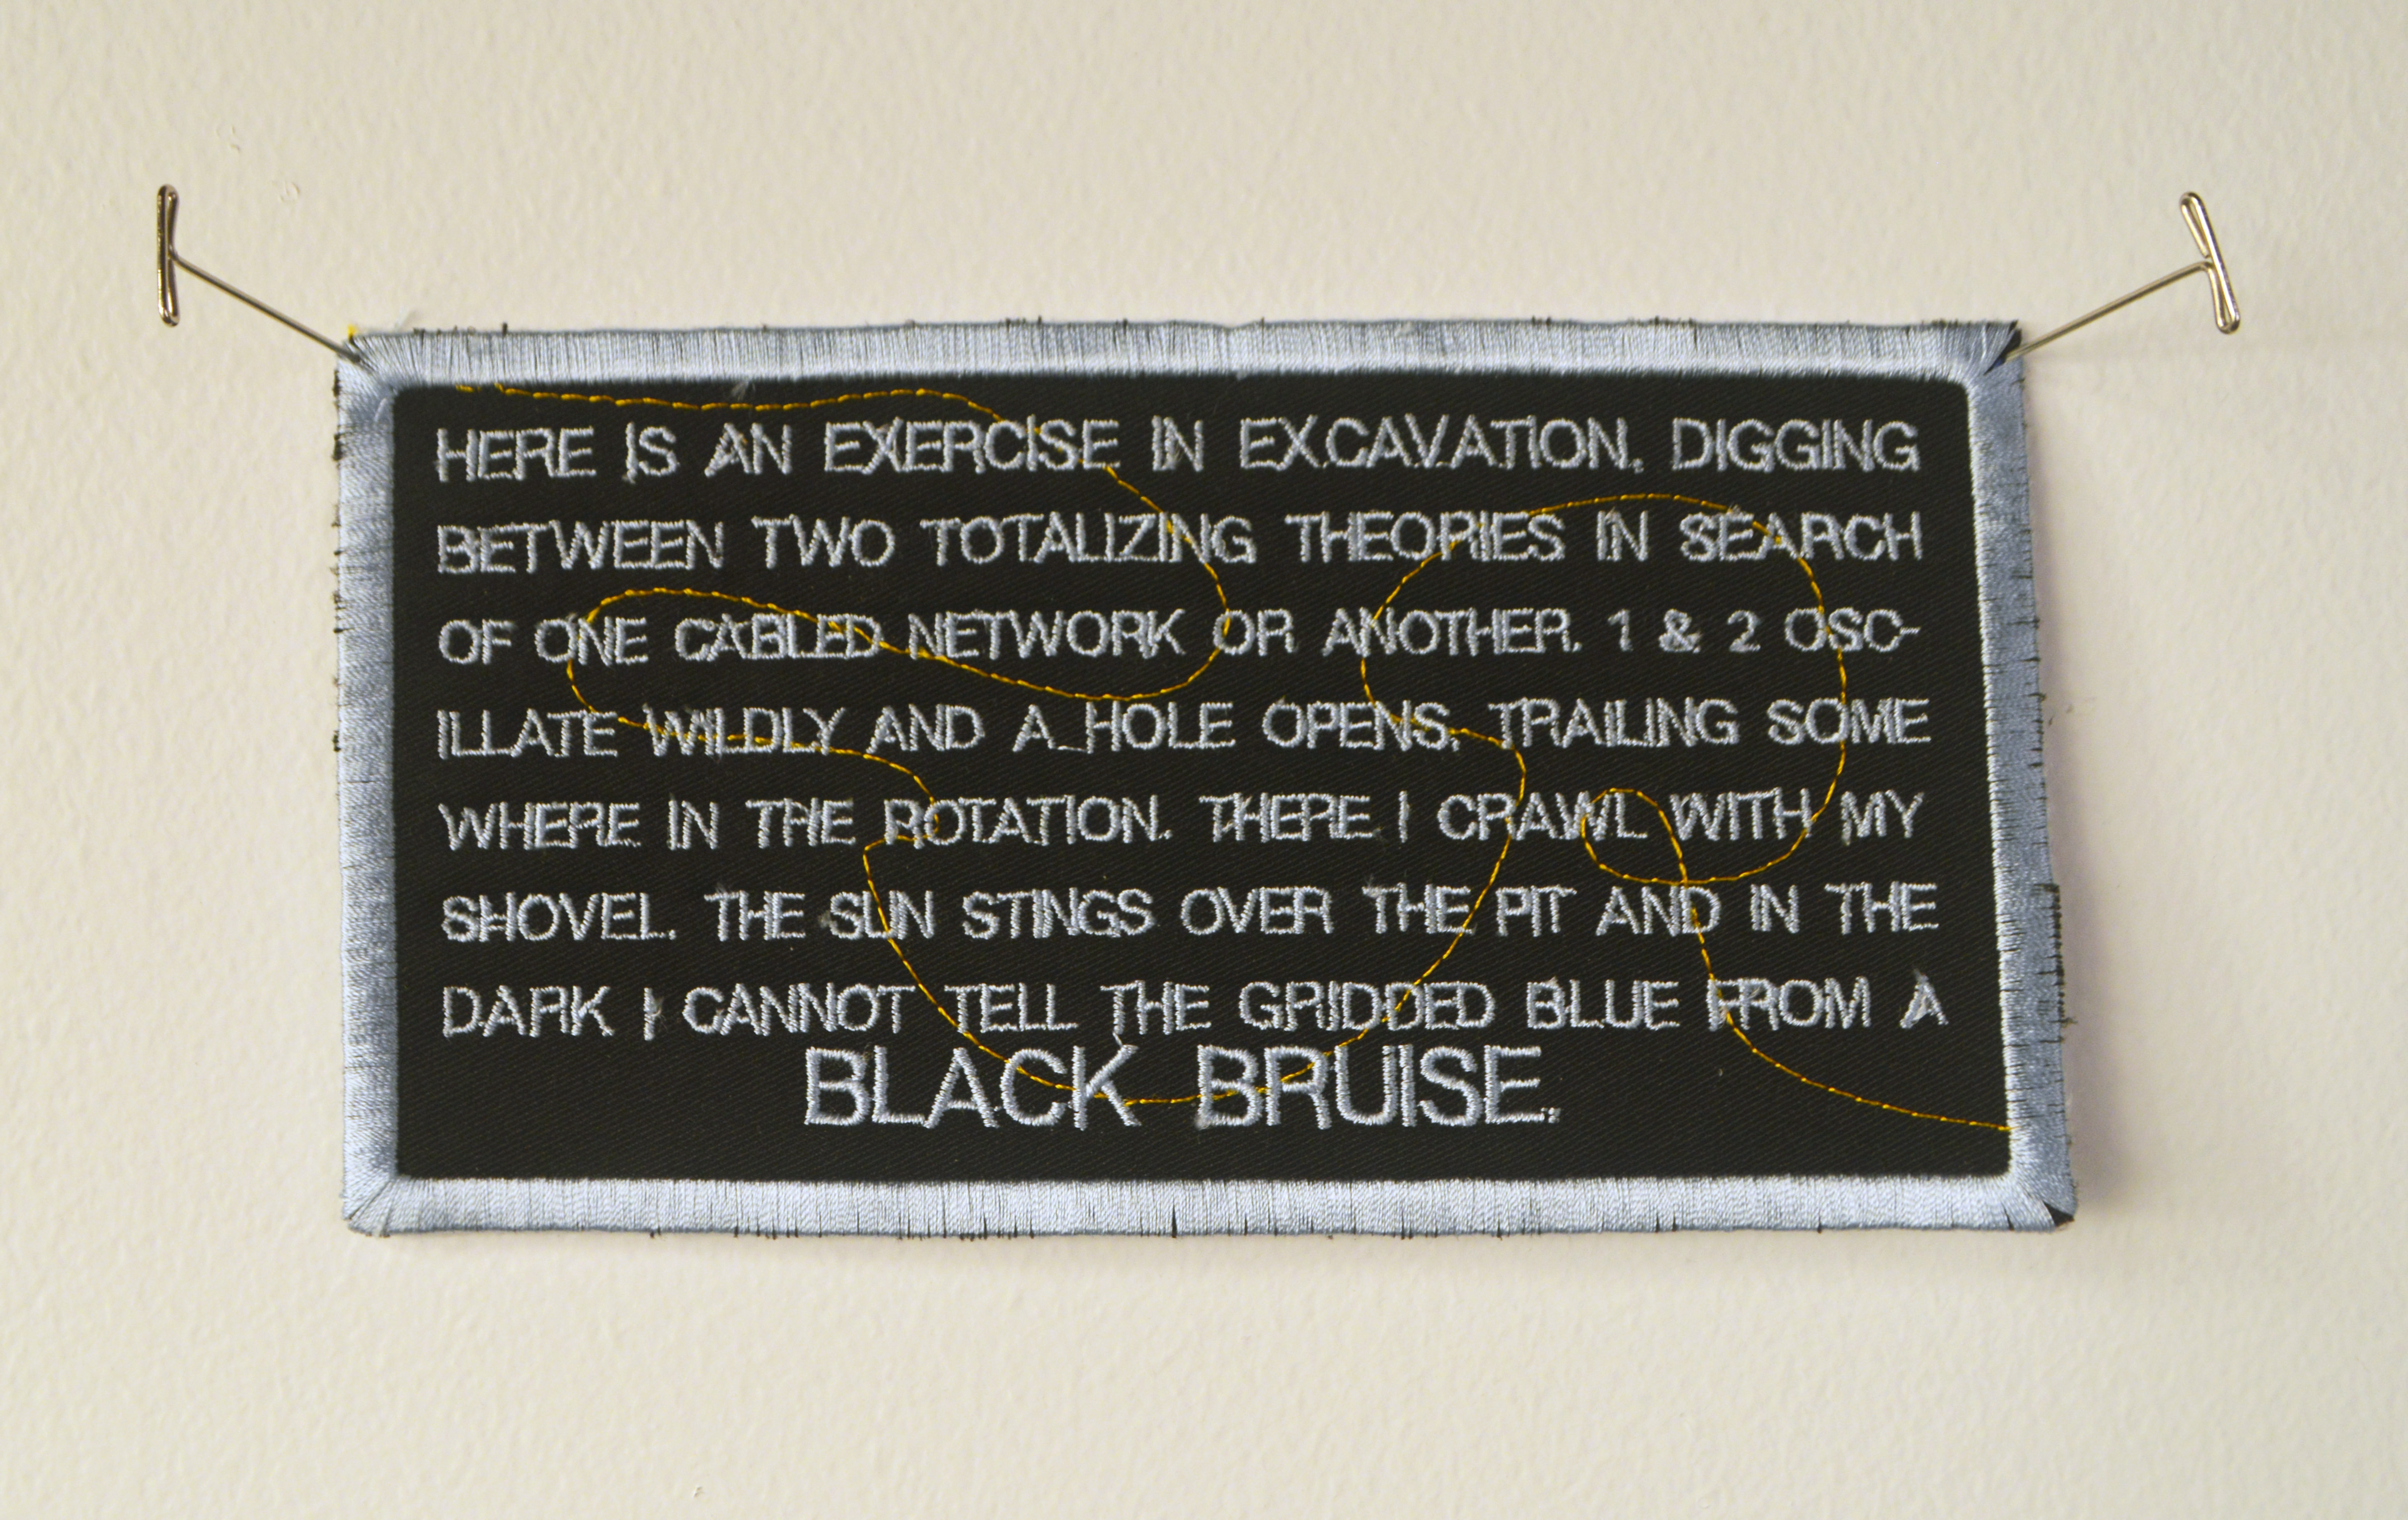 HERE IS AN EXERCISE IN EXCAVATION. DIGGING
BETWEEN TWO TOTALIZING THEORIES IN SEARCH
OF ONE CABLED NETWORK OR ANOTHER. 1 & 2 OSC-
ILLATE WILDLY AND A HOLE OPENS, TRAILING SOME
WHERE IN THE ROTATION. THERE I CRAWL WITH MY
SHOVEL. THE SUN STINGS OVER THE PIT AND IN THE
DARK I CANNOT TELL THE GRIDDED BLUE FROM A
BLACK BRUISE.